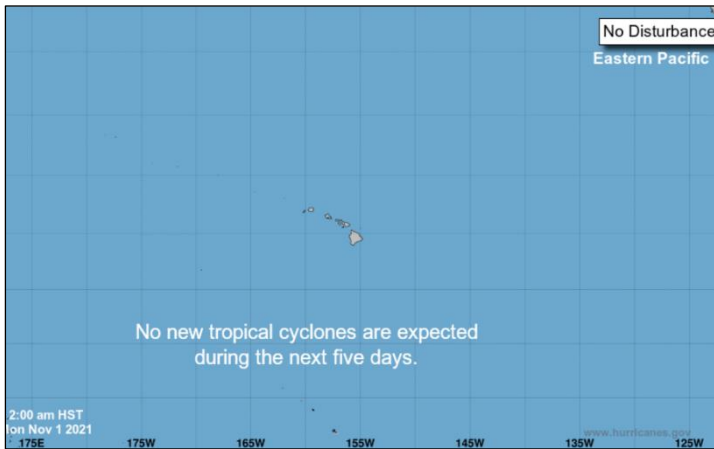 No Disturbance
Eastern Pacific
No new tropical cyclones are expected
during the next five days.
2:00 am HST
on Nov 1 2021
www.hurricanes.gov
175E 175W 165W 155W 145W 135W 125W